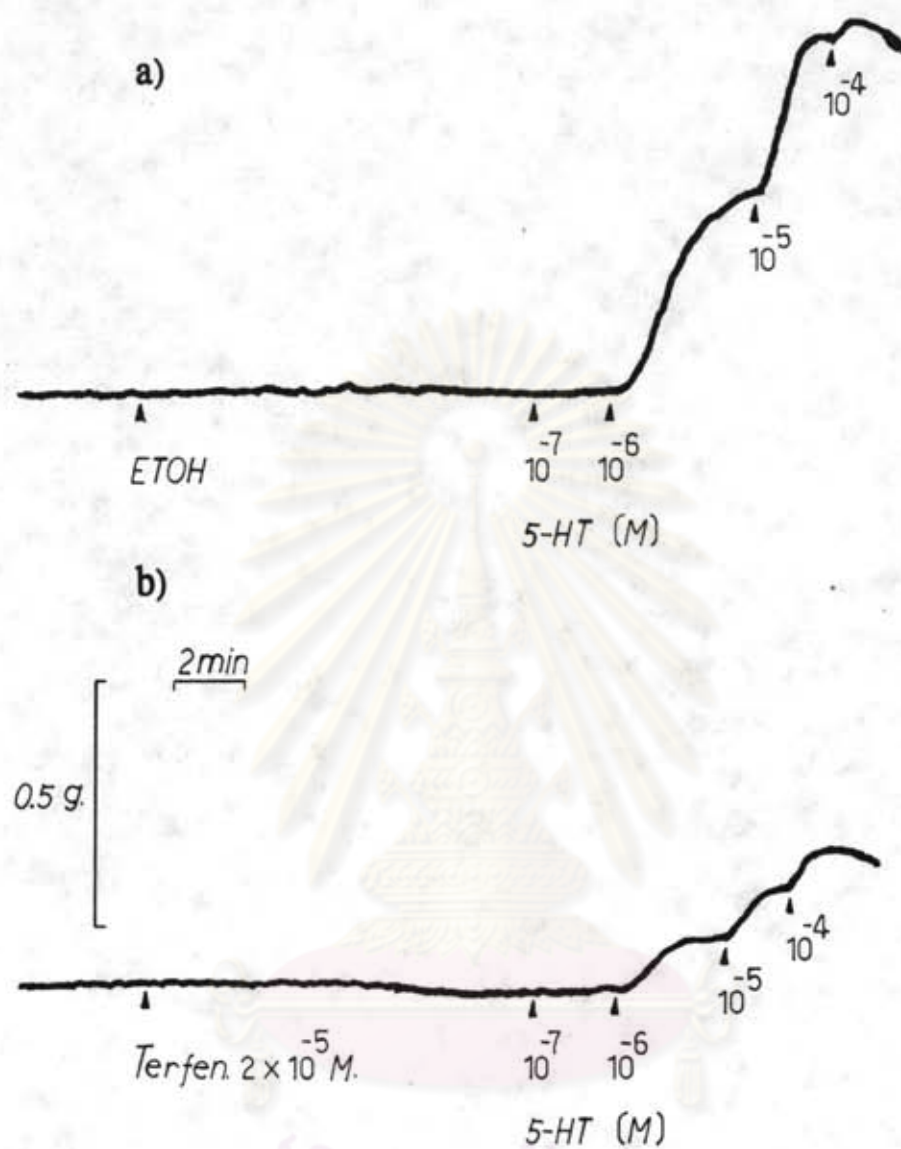 a)
10⁻⁴
10⁻⁵
ETOH
10⁻⁷ 10⁻⁶
5-HT (M)
b)
2min
0.5 g.
10⁻⁴
10⁻⁵
Terfen. 2 × 10⁻⁵ M. 10⁻⁷ 10⁻⁶
5-HT (M)